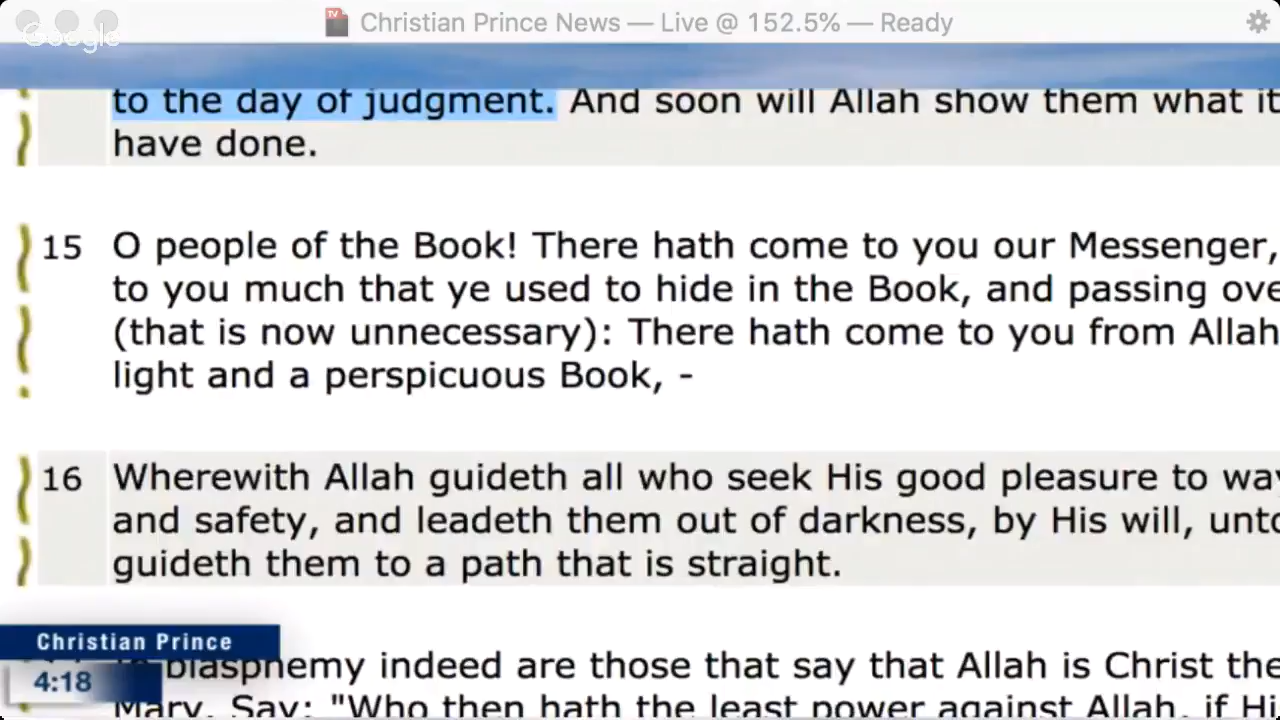 Christian Prince News — Live @ 152.5% — Ready
Google
to the day of judgment. And soon will Allah show them what it
have done.
15 O people of the Book! There hath come to you our Messenger,
to you much that ye used to hide in the Book, and passing ove
(that is now unnecessary): There hath come to you from Allah
light and a perspicuous Book, -
16 Wherewith Allah guideth all who seek His good pleasure to way
and safety, and leadeth them out of darkness, by His will, unto
guideth them to a path that is straight.
Christian Prince
blasphemy indeed are those that say that Allah is Christ the
4:18
Mary. Say: "Who then hath the least power against Allah, if Hi